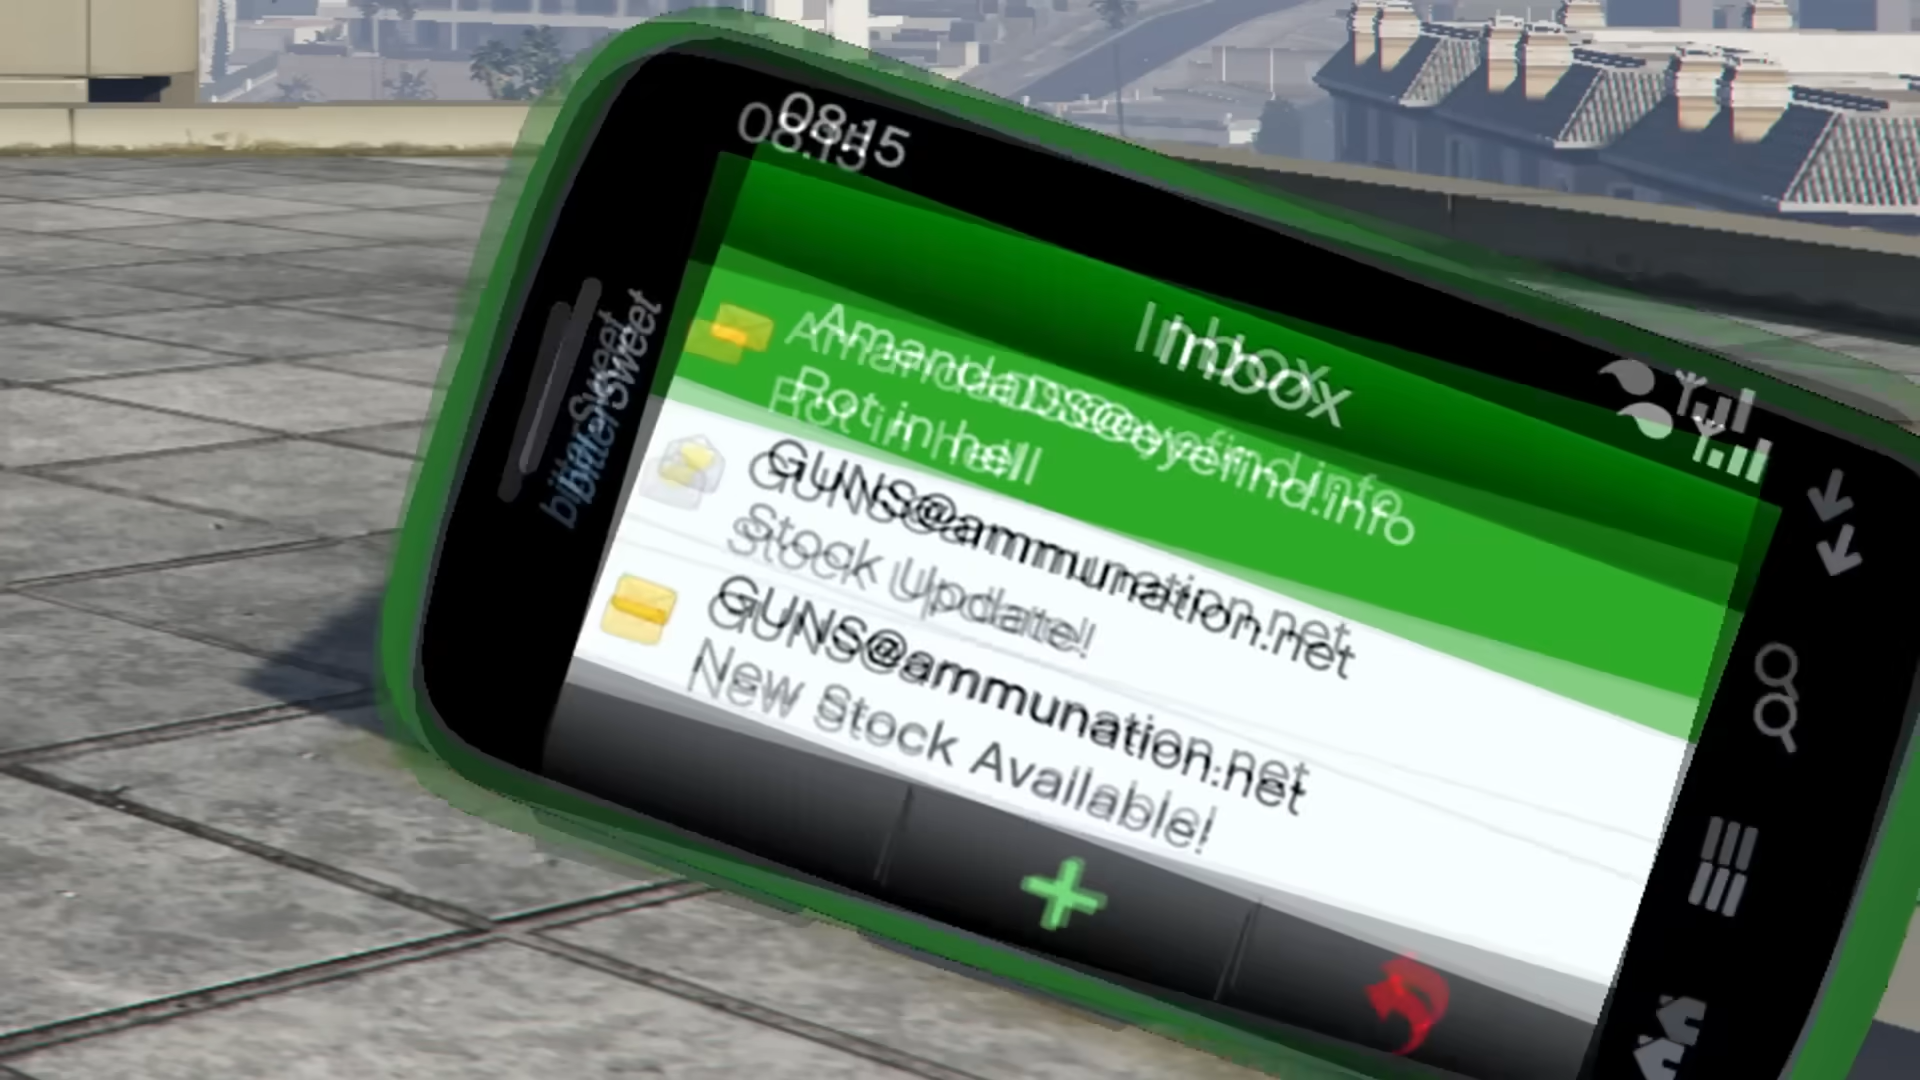 08:15
bitterSweet
Inbox
AmandaDS@eyefind.info
Rot in hell
GUNS@ammunation.net
Stock Update!
GUNS@ammunation.net
New Stock Available!